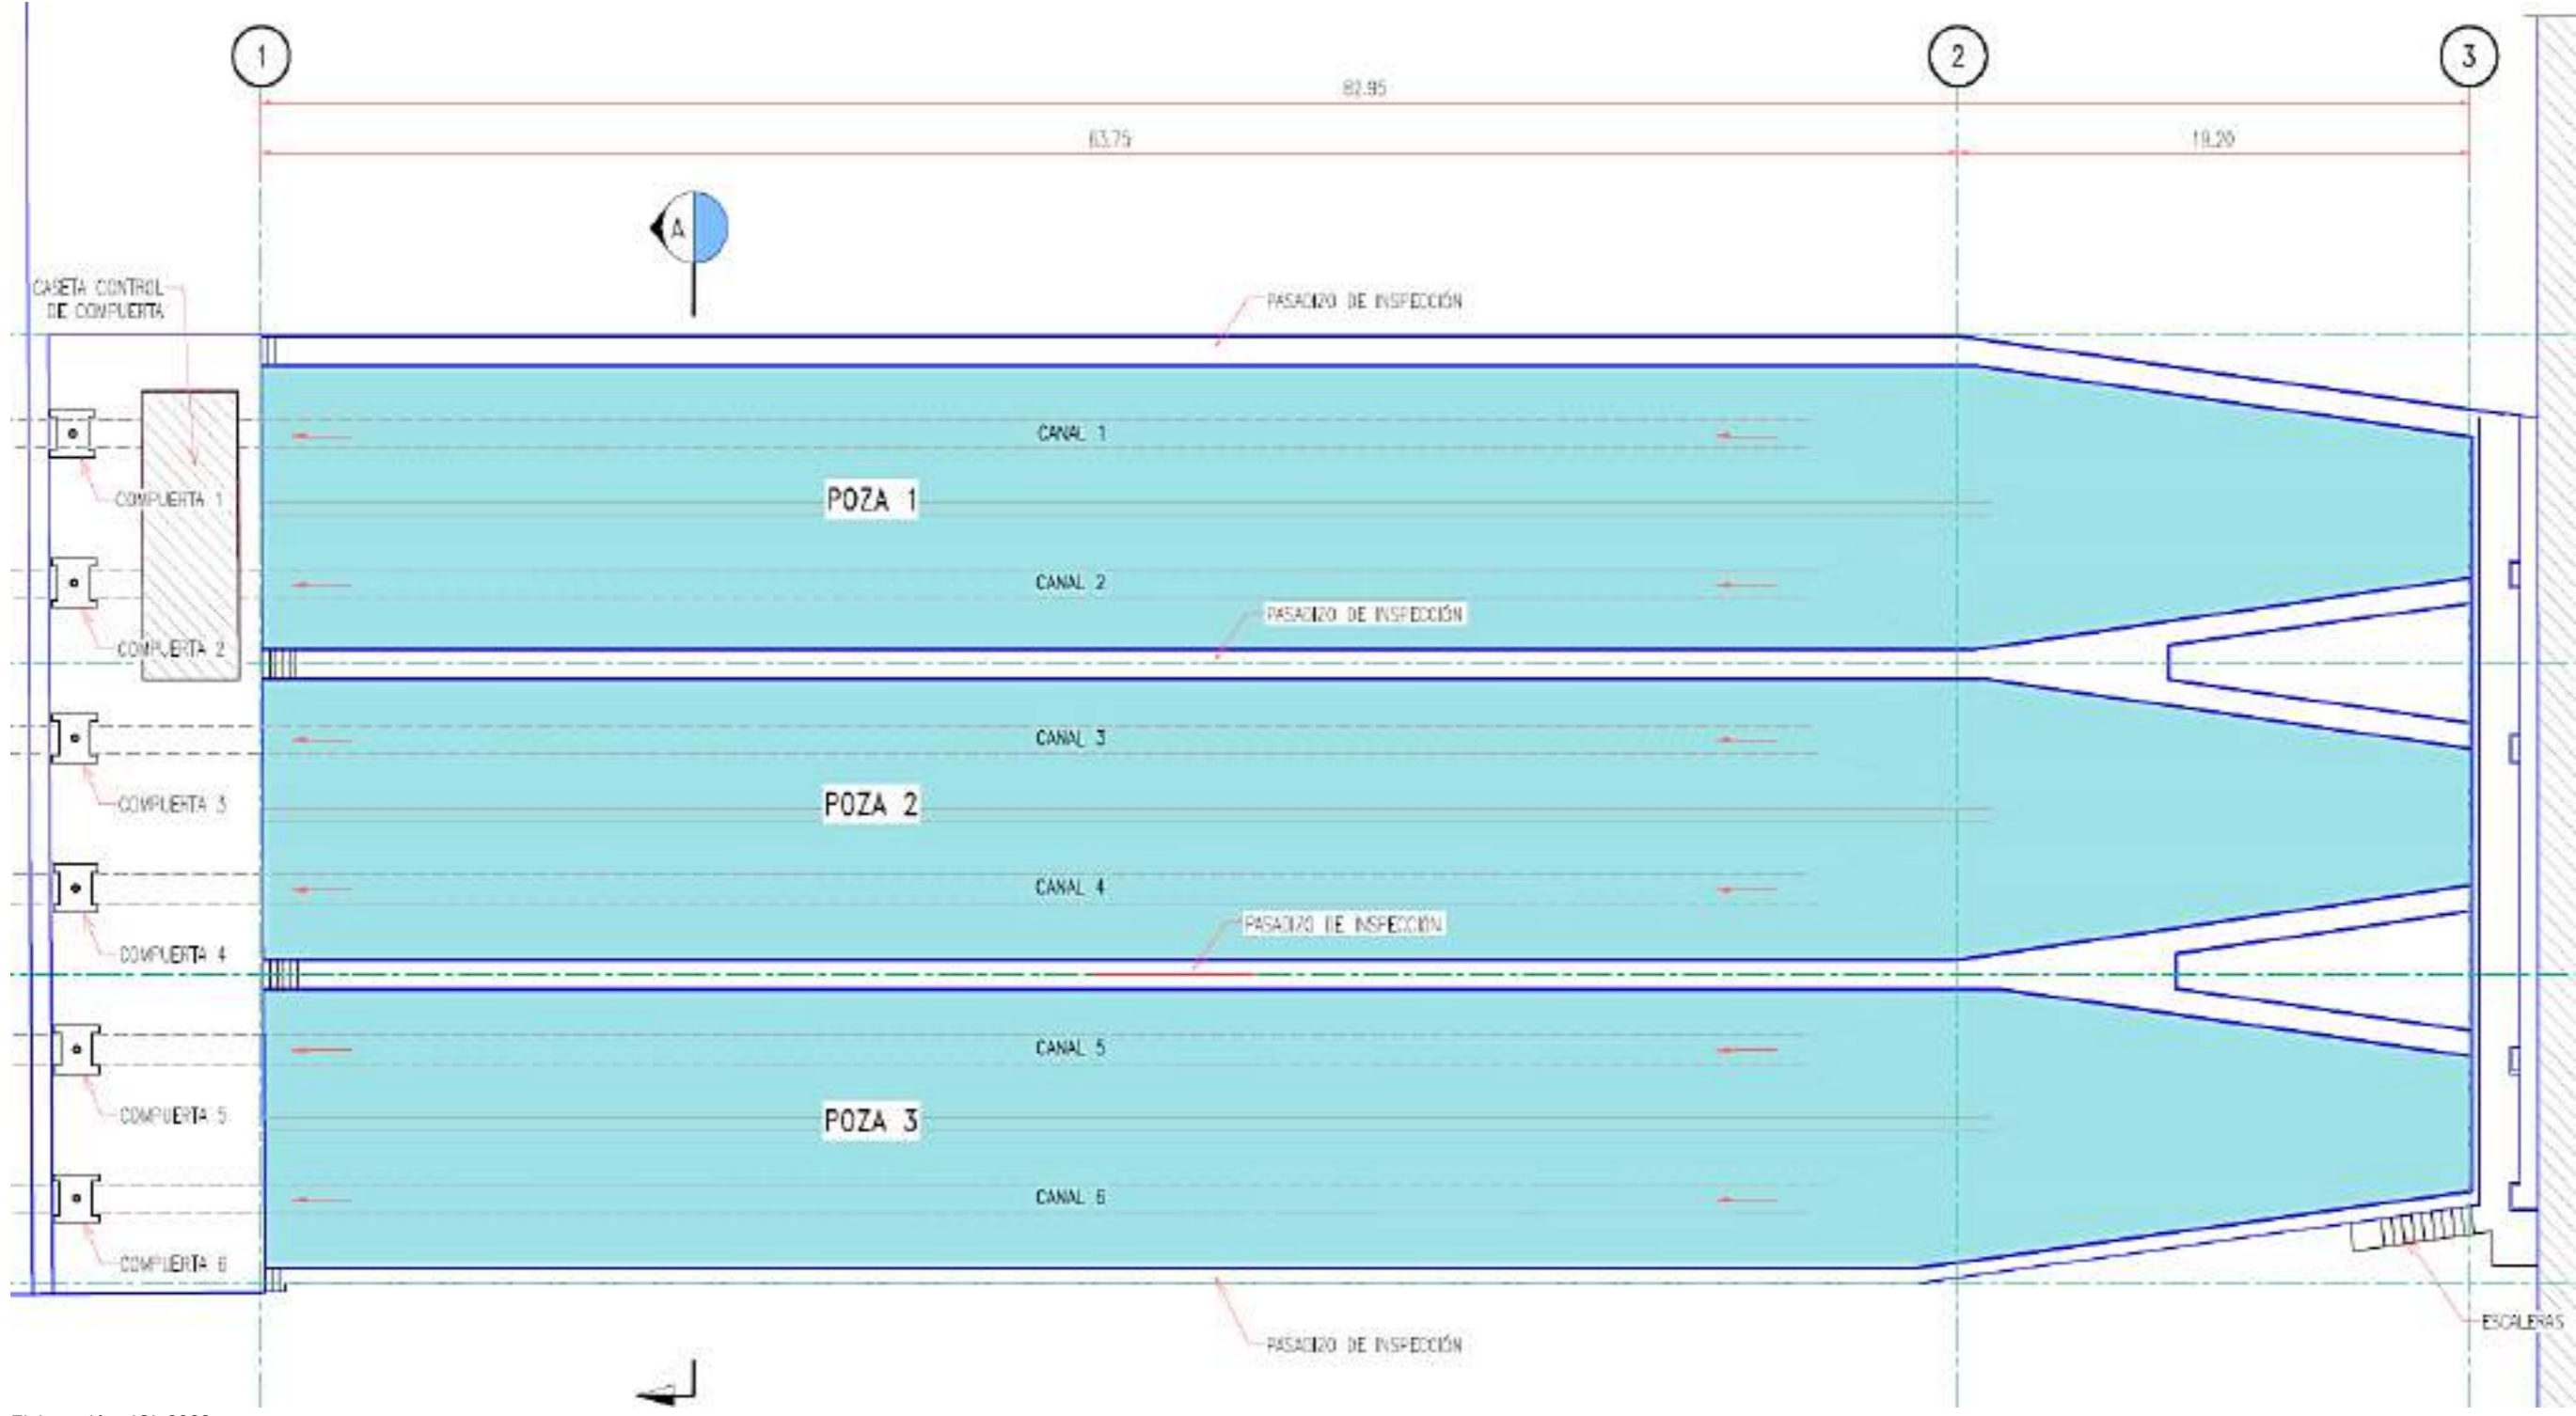 1
2
3
82.95
63.75
19.20
A
CASETA CONTROL
DE COMPUERTA
PASADIZO DE INSPECCIÓN
CANAL 1
COMPUERTA 1
POZA 1
CANAL 2
PASADIZO DE INSPECCIÓN
COMPUERTA 2
CANAL 3
COMPUERTA 3
POZA 2
CANAL 4
PASADIZO DE INSPECCIÓN
COMPUERTA 4
CANAL 5
COMPUERTA 5
POZA 3
CANAL 6
COMPUERTA 6
ESCALERAS
PASADIZO DE INSPECCIÓN